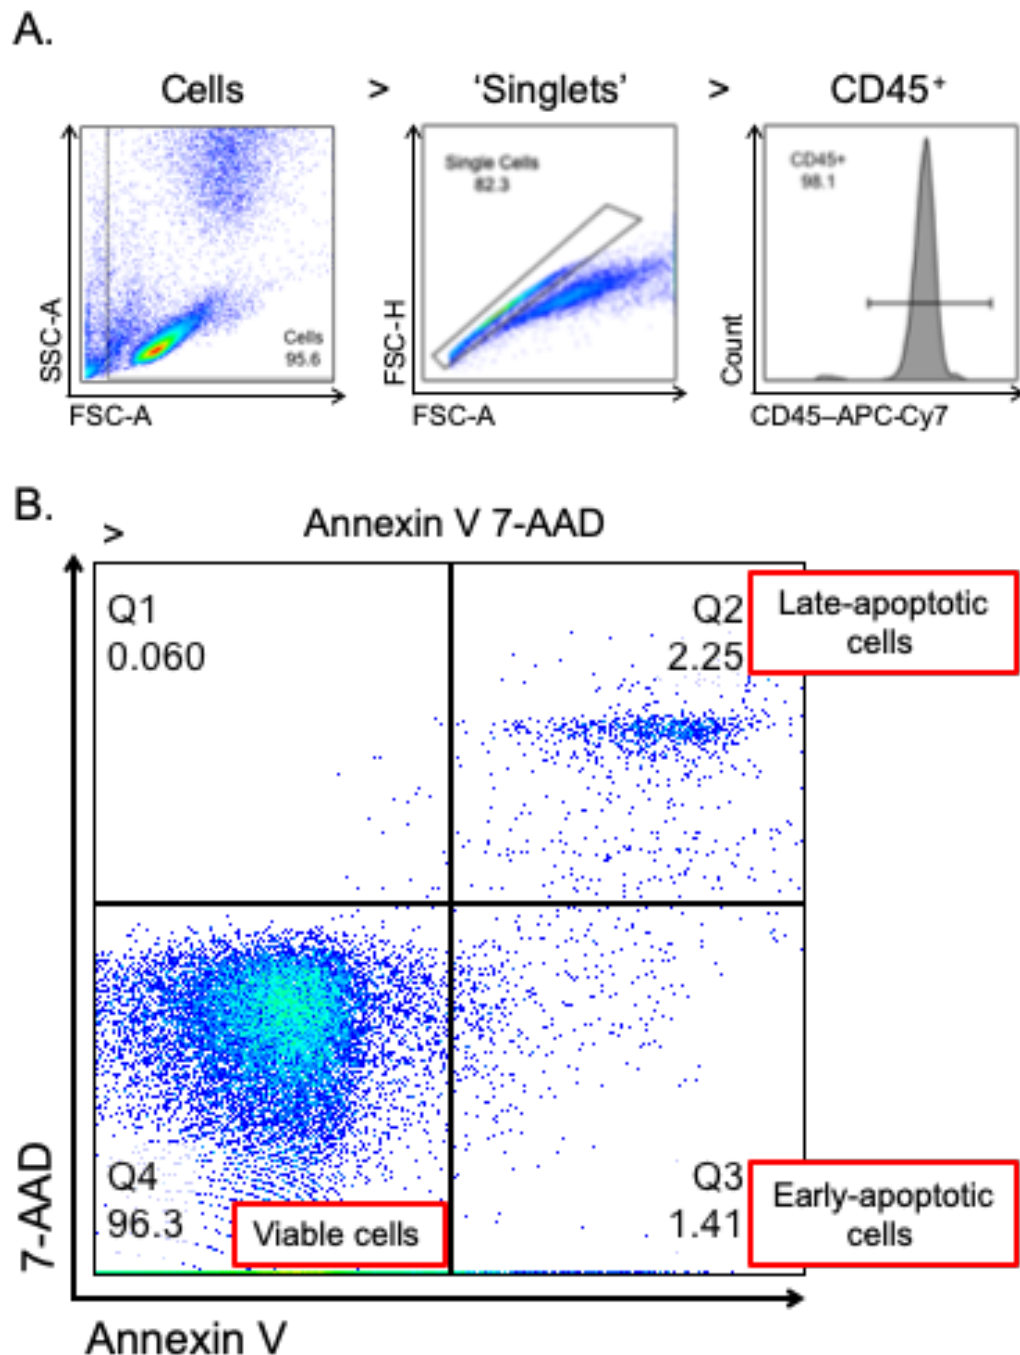 A.
Cells > 'Singlets' > CD45⁺
Single Cells
82.3
CD45+
98.1
Cells
95.6
SSC-A
FSC-H
Count
FSC-A
FSC-A
CD45–APC-Cy7
B.
> Annexin V 7-AAD
Q1
0.060
Q2
2.25
Late-apoptotic
cells
Q4
96.3
Viable cells
Q3
1.41
Early-apoptotic
cells
7-AAD
Annexin V